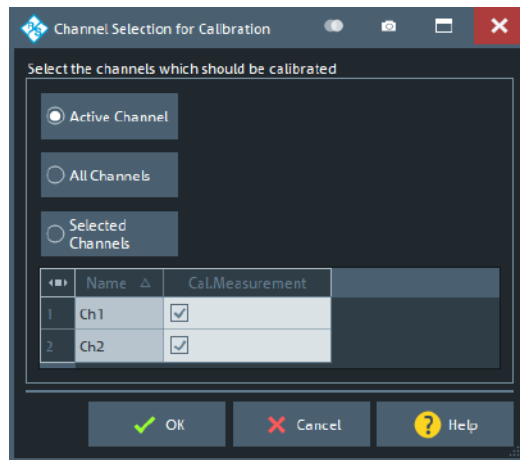 Channel Selection for Calibration
Select the channels which should be calibrated
Active Channel
All Channels
Selected
Channels
Name Cal.Measurement
1 Ch1
2 Ch2
OK Cancel ? Help